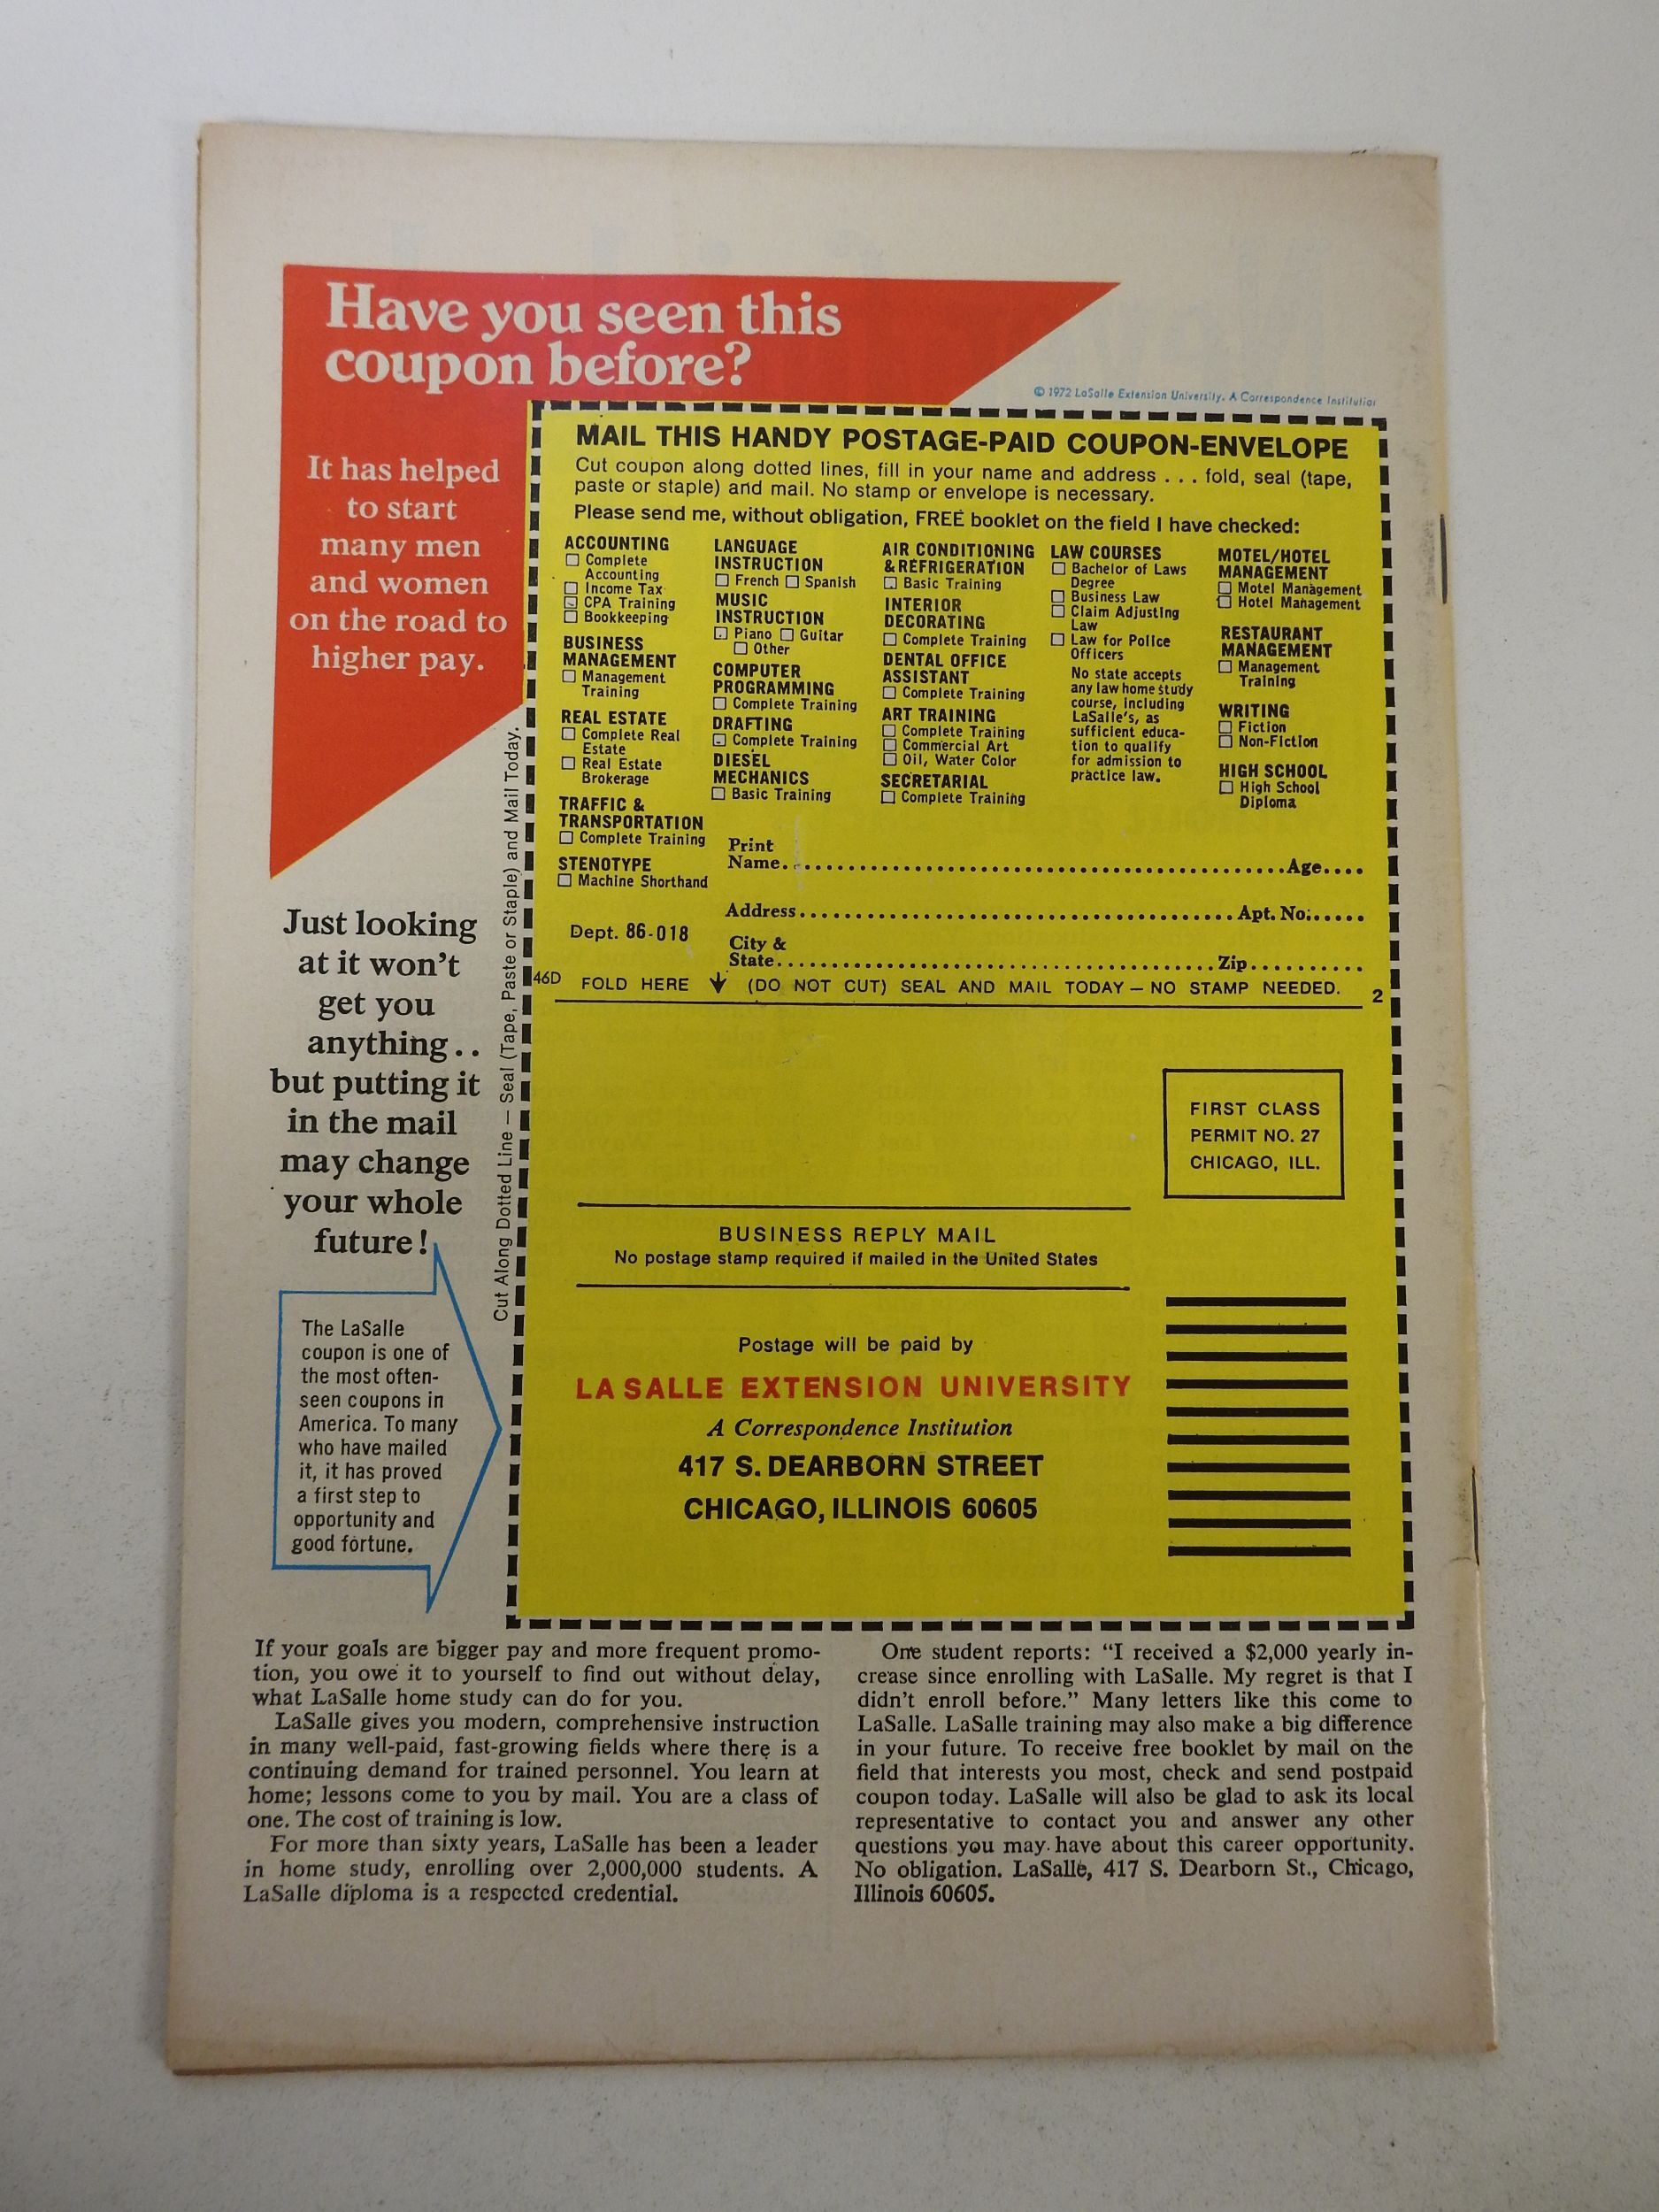 Have you seen this
coupon before?
© 1972 LaSalle Extension University. A Correspondence Institution
It has helped
to start
many men
and women
on the road to
higher pay.
Just looking
at it won't
get you
anything..
but putting it
in the mail
may change
your whole
future!
The LaSalle
coupon is one of
the most often-
seen coupons in
America. To many
who have mailed
it, it has proved
a first step to
opportunity and
good fortune.
Cut Along Dotted Line — Seal (Tape, Paste or Staple) and Mail Today.
MAIL THIS HANDY POSTAGE-PAID COUPON-ENVELOPE
Cut coupon along dotted lines, fill in your name and address . . . fold, seal (tape,
paste or staple) and mail. No stamp or envelope is necessary.
Please send me, without obligation, FREE booklet on the field I have checked:
ACCOUNTING
Complete
Accounting
Income Tax
CPA Training
Bookkeeping
BUSINESS
MANAGEMENT
Management
Training
REAL ESTATE
Complete Real
Estate
Real Estate
Brokerage
TRAFFIC &
TRANSPORTATION
Complete Training
STENOTYPE
Machine Shorthand
LANGUAGE
INSTRUCTION
French Spanish
MUSIC
INSTRUCTION
Piano Guitar
Other
COMPUTER
PROGRAMMING
Complete Training
DRAFTING
Complete Training
DIESEL
MECHANICS
Basic Training
AIR CONDITIONING
& REFRIGERATION
Basic Training
INTERIOR
DECORATING
Complete Training
DENTAL OFFICE
ASSISTANT
Complete Training
ART TRAINING
Complete Training
Commercial Art
Oil, Water Color
SECRETARIAL
Complete Training
LAW COURSES
Bachelor of Laws
Degree
Business Law
Claim Adjusting
Law
Law for Police
Officers
No state accepts
any law home study
course, including
LaSalle's, as
sufficient educa-
tion to qualify
for admission to
practice law.
MOTEL/HOTEL
MANAGEMENT
Motel Management
Hotel Management
RESTAURANT
MANAGEMENT
Management
Training
WRITING
Fiction
Non-Fiction
HIGH SCHOOL
High School
Diploma
Print
Name. Age.
Address. Apt. No.
Dept. 86-018
City &
State. Zip.
46D FOLD HERE (DO NOT CUT) SEAL AND MAIL TODAY — NO STAMP NEEDED. 2
FIRST CLASS
PERMIT NO. 27
CHICAGO, ILL.
BUSINESS REPLY MAIL
No postage stamp required if mailed in the United States
Postage will be paid by
LA SALLE EXTENSION UNIVERSITY
A Correspondence Institution
417 S. DEARBORN STREET
CHICAGO, ILLINOIS 60605
If your goals are bigger pay and more frequent promo-
tion, you owe it to yourself to find out without delay,
what LaSalle home study can do for you.
LaSalle gives you modern, comprehensive instruction
in many well-paid, fast-growing fields where there is a
continuing demand for trained personnel. You learn at
home; lessons come to you by mail. You are a class of
one. The cost of training is low.
For more than sixty years, LaSalle has been a leader
in home study, enrolling over 2,000,000 students. A
LaSalle diploma is a respected credential.
One student reports: "I received a $2,000 yearly in-
crease since enrolling with LaSalle. My regret is that I
didn't enroll before." Many letters like this come to
LaSalle. LaSalle training may also make a big difference
in your future. To receive free booklet by mail on the
field that interests you most, check and send postpaid
coupon today. LaSalle will also be glad to ask its local
representative to contact you and answer any other
questions you may have about this career opportunity.
No obligation. LaSalle, 417 S. Dearborn St., Chicago,
Illinois 60605.